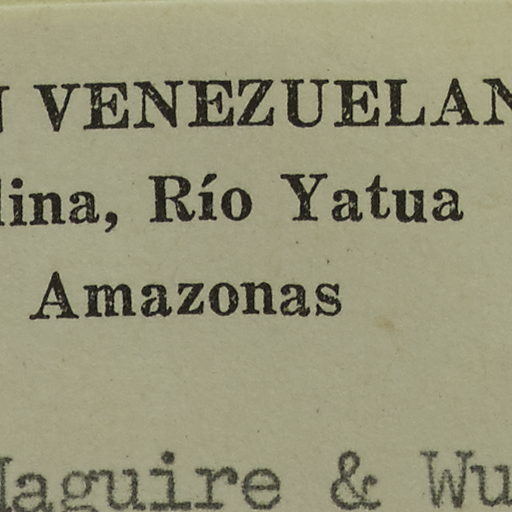 VENEZUELAN
lina, Río Yatua
Amazonas
Maguire & Wu